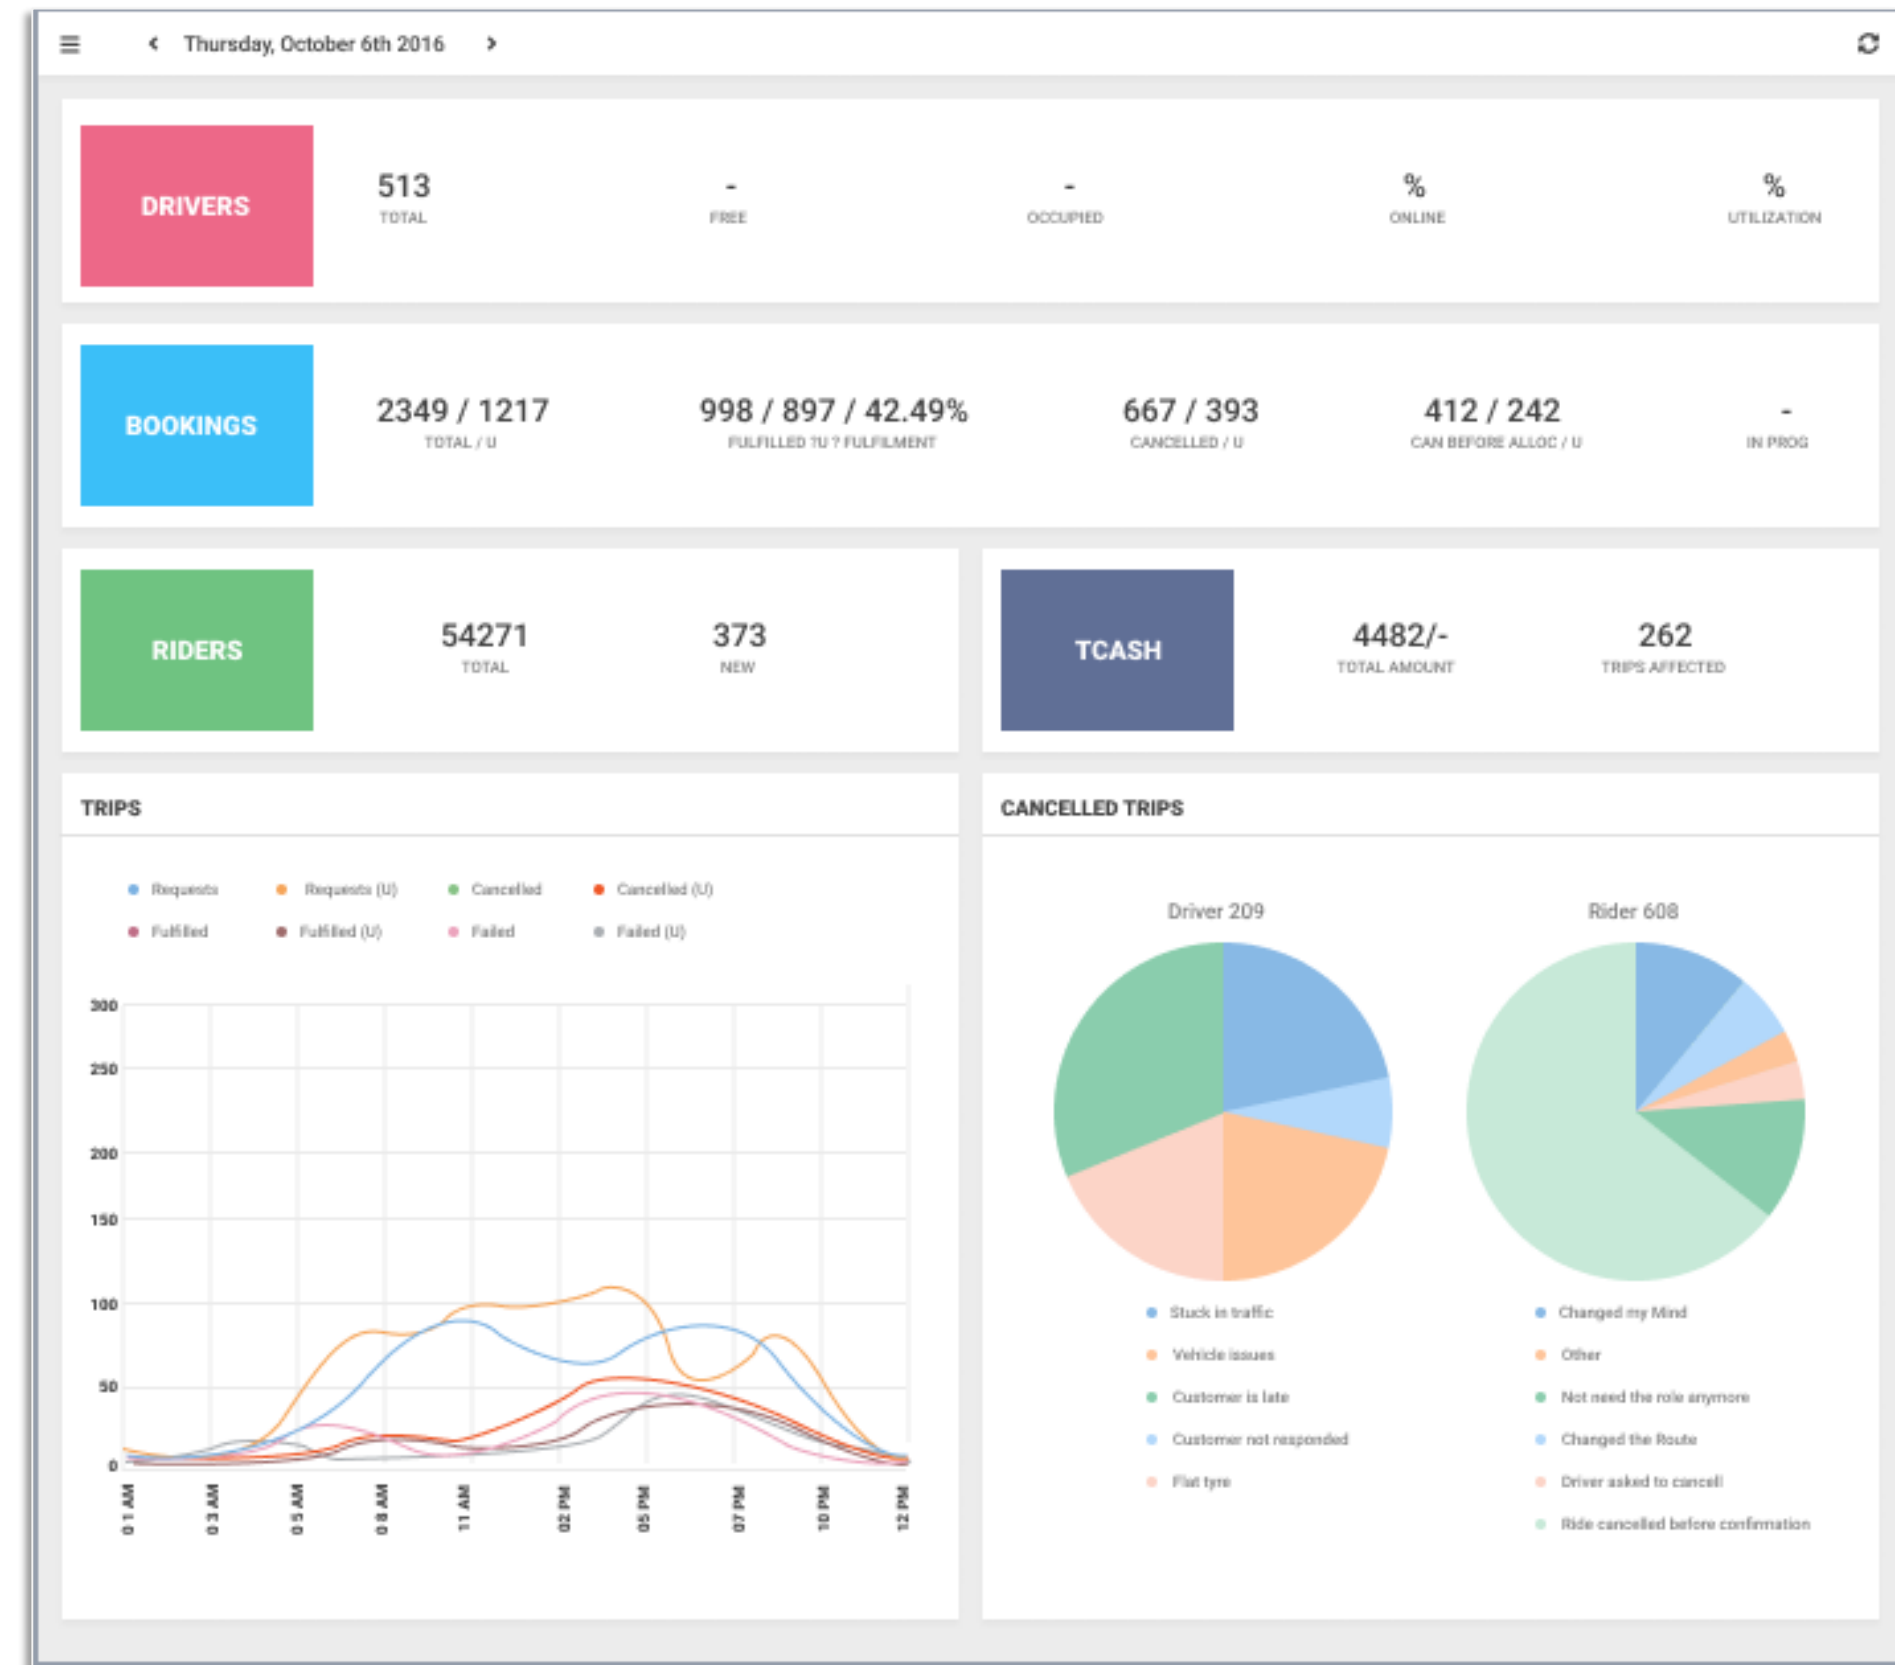 Thursday, October 6th 2016
DRIVERS
513
TOTAL
-
FREE
-
OCCUPIED
%
ONLINE
%
UTILIZATION
BOOKINGS
2349 / 1217
TOTAL / U
998 / 897 / 42.49%
FULFILLED ?U ? FULFILMENT
667 / 393
CANCELLED / U
412 / 242
CAN BEFORE ALLOC / U
-
IN PROG
RIDERS
54271
TOTAL
373
NEW
TCASH
4482/-
TOTAL AMOUNT
262
TRIPS AFFECTED
TRIPS
Requests
Requests (U)
Cancelled
Cancelled (U)
Fulfilled
Fulfilled (U)
Failed
Failed (U)
300
250
200
150
100
50
0
01 AM
03 AM
05 AM
08 AM
11 AM
02 PM
05 PM
07 PM
10 PM
12 PM
CANCELLED TRIPS
Driver 209
Stuck in traffic
Vehicle issues
Customer is late
Customer not responded
Flat tyre
Rider 608
Changed my Mind
Other
Not need the role anymore
Changed the Route
Driver asked to cancell
Ride cancelled before confirmation